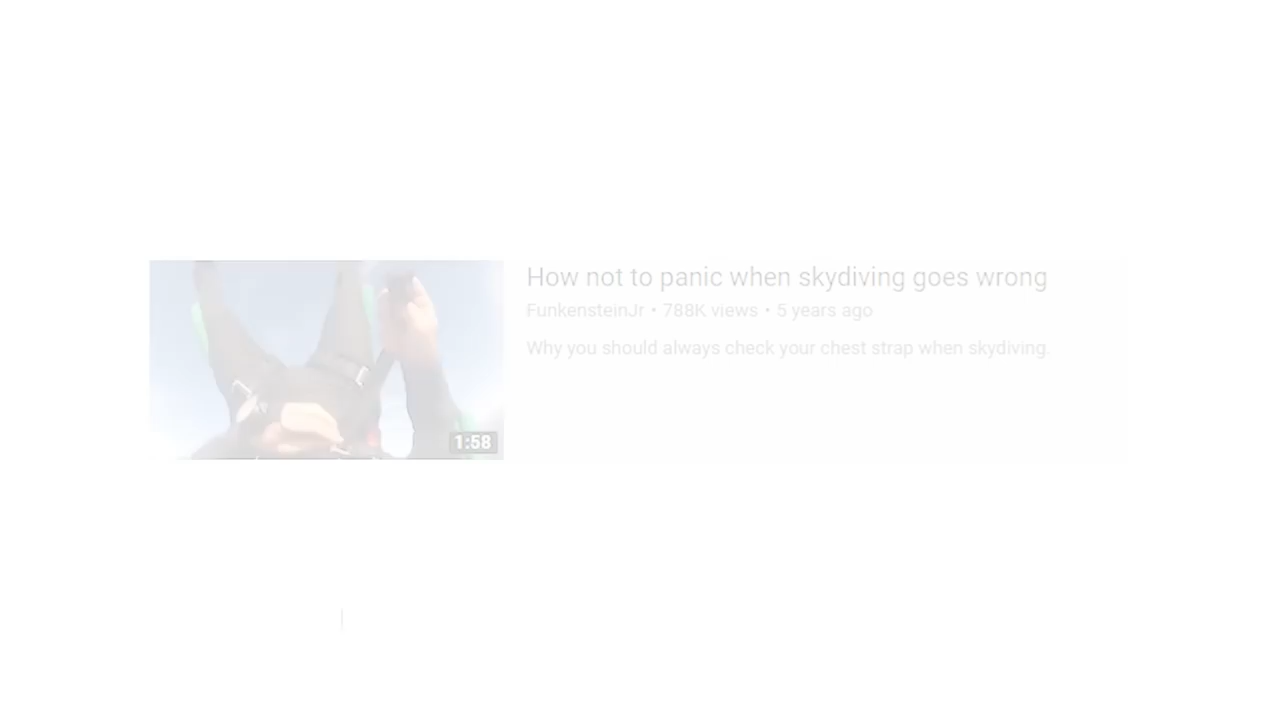 How not to panic when skydiving goes wrong
FunkensteinJr • 788K views • 5 years ago
Why you should always check your chest strap when skydiving.
1:58